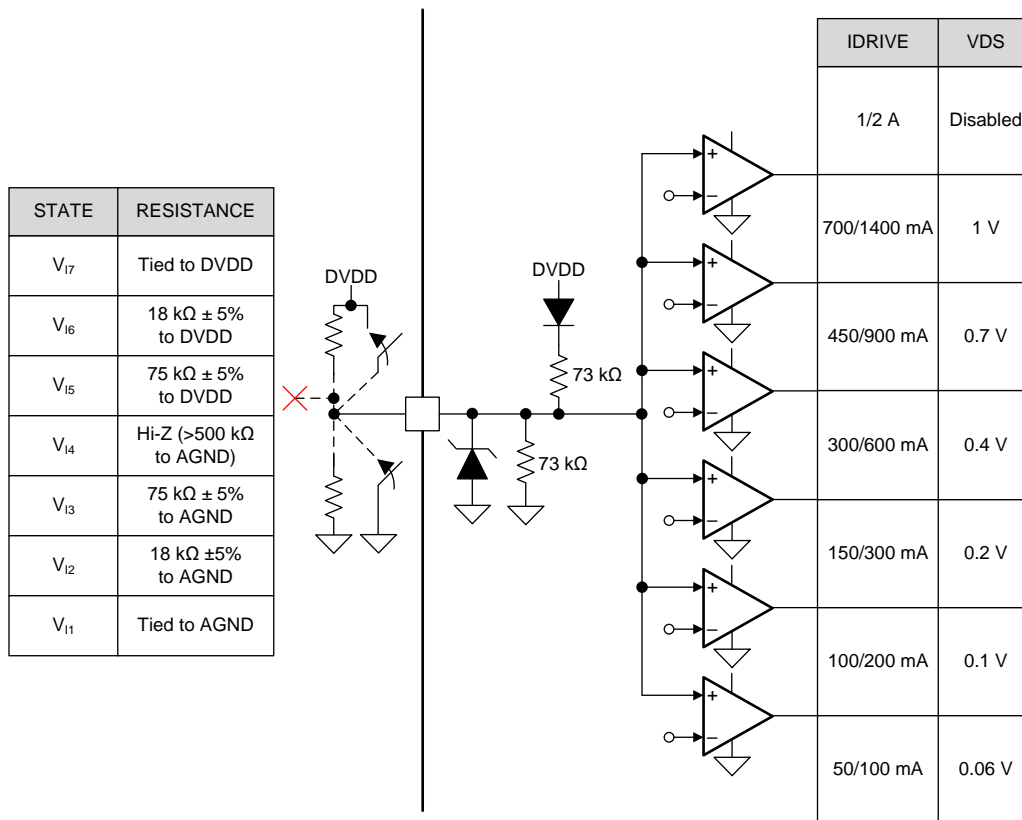 IDRIVE VDS
1/2 A Disabled
700/1400 mA 1 V
450/900 mA 0.7 V
300/600 mA 0.4 V
150/300 mA 0.2 V
100/200 mA 0.1 V
50/100 mA 0.06 V
STATE RESISTANCE
VI7 Tied to DVDD
VI6 18 kΩ ± 5%
to DVDD
VI5 75 kΩ ± 5%
to DVDD
VI4 Hi-Z (>500 kΩ
to AGND)
VI3 75 kΩ ± 5%
to AGND
VI2 18 kΩ ±5%
to AGND
VI1 Tied to AGND
DVDD
DVDD
73 kΩ
73 kΩ
+
−
+
−
+
−
+
−
+
−
+
−